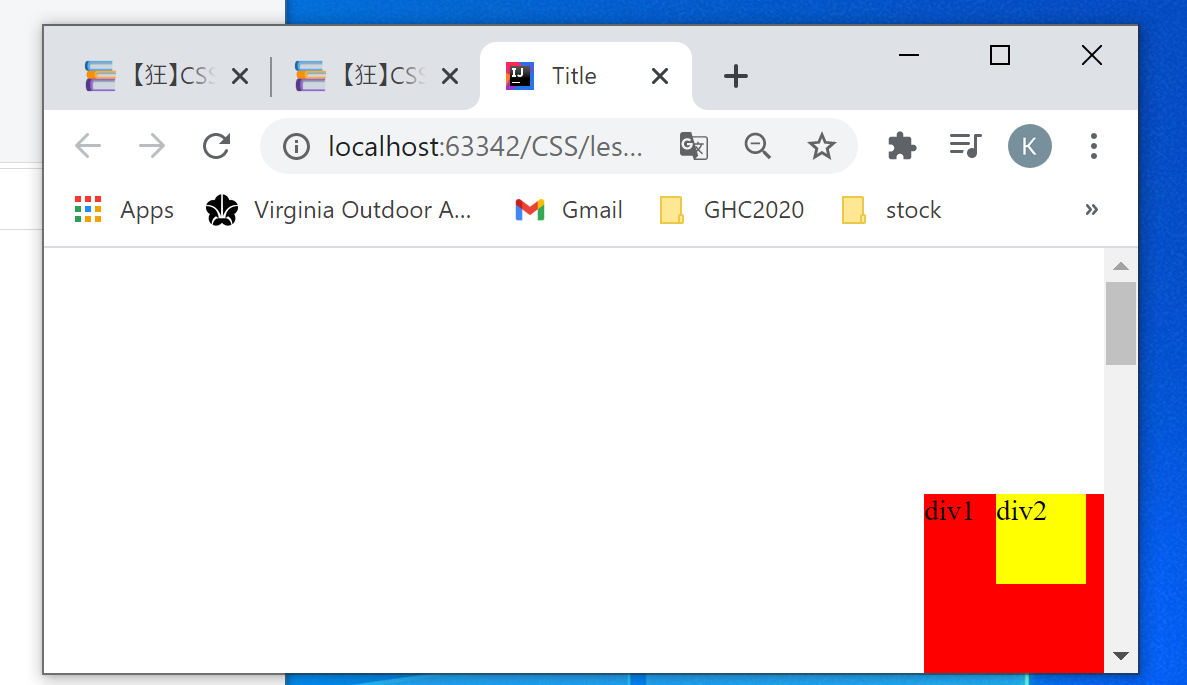 【狂】CSS
【狂】CSS
Title
localhost:63342/CSS/les...
K
Apps
Virginia Outdoor A...
Gmail
GHC2020
stock
»
div1
div2